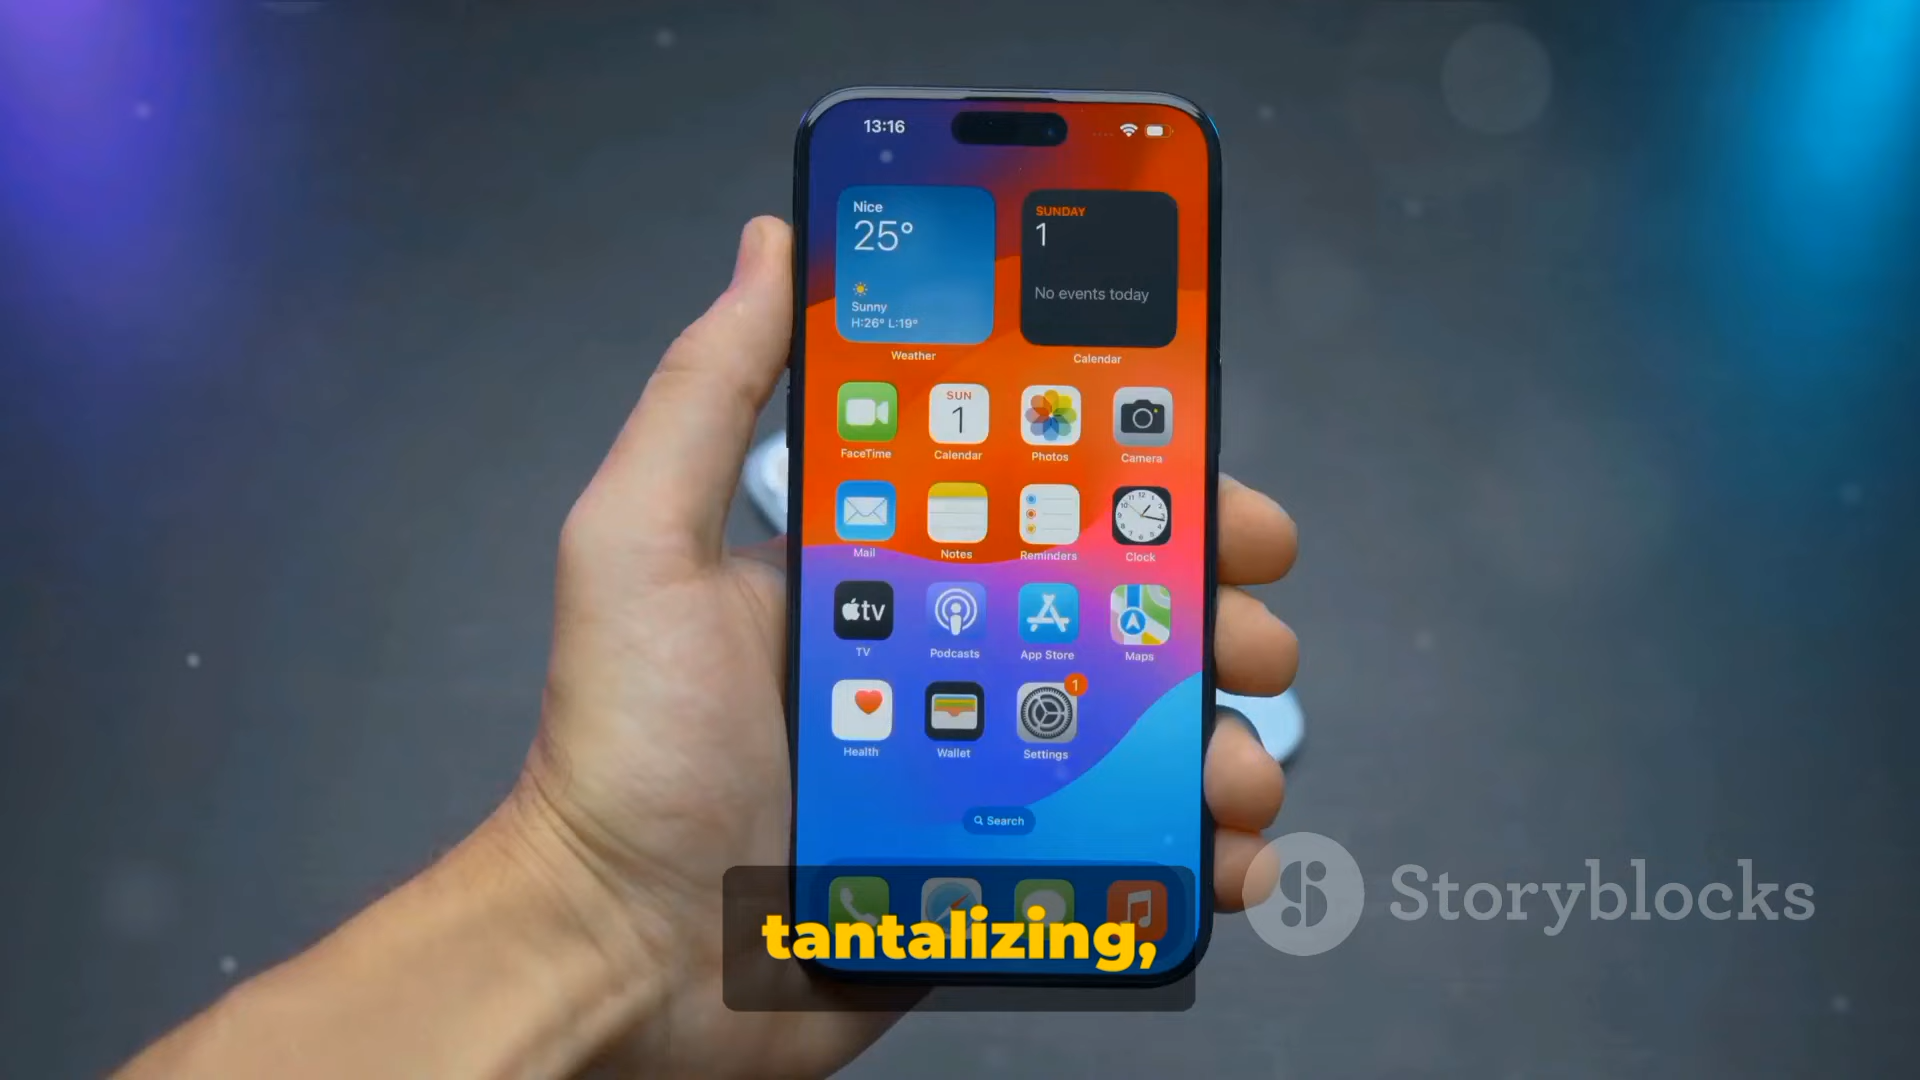 13:16
Nice
25°
Sunny
H:26° L:19°
Weather
SUNDAY
1
No events today
Calendar
FaceTime
SUN
1
Calendar
Photos
Camera
Mail
Notes
Reminders
Clock
tv
TV
Podcasts
App Store
Maps
Health
Wallet
1
Settings
Search
tantalizing,
Storyblocks